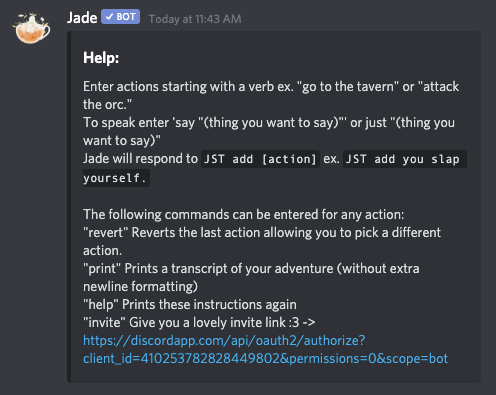 Jade ✓ BOT Today at 11:43 AM
Help:
Enter actions starting with a verb ex. "go to the tavern" or "attack
the orc."
To speak enter 'say "(thing you want to say)"' or just "(thing you
want to say)"
Jade will respond to JST add [action] ex. JST add you slap
yourself.
The following commands can be entered for any action:
"revert" Reverts the last action allowing you to pick a different
action.
"print" Prints a transcript of your adventure (without extra
newline formatting)
"help" Prints these instructions again
"invite" Give you a lovely invite link :3 ->
https://discordapp.com/api/oauth2/authorize?
client_id=410253782828449802&permissions=0&scope=bot